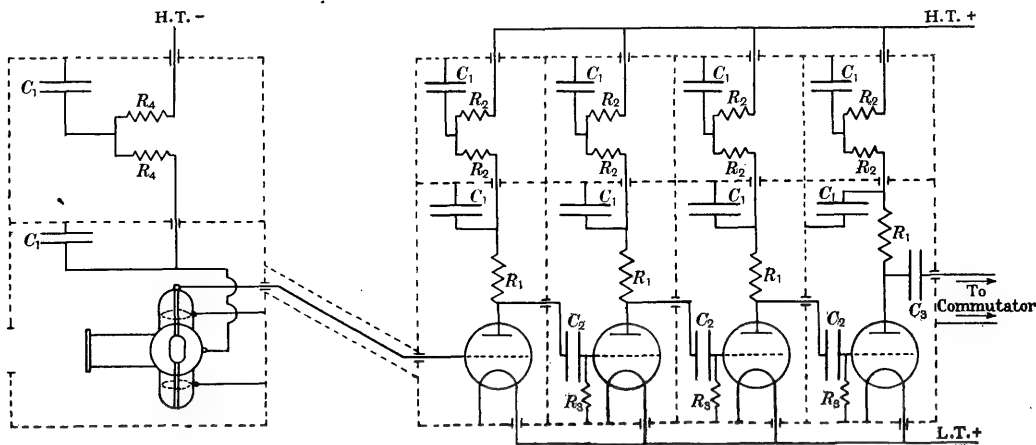 H.T.-
H.T.+
C₁
R₄
R₄
C₁
C₁
R₂
R₂
C₁
R₂
R₂
C₁
R₂
R₂
C₁
R₂
R₂
C₁
C₁
C₁
C₁
R₁
R₁
R₁
R₁
C₂
C₂
C₂
C₃
To
Commutator
R₃
R₃
R₃
L.T.+